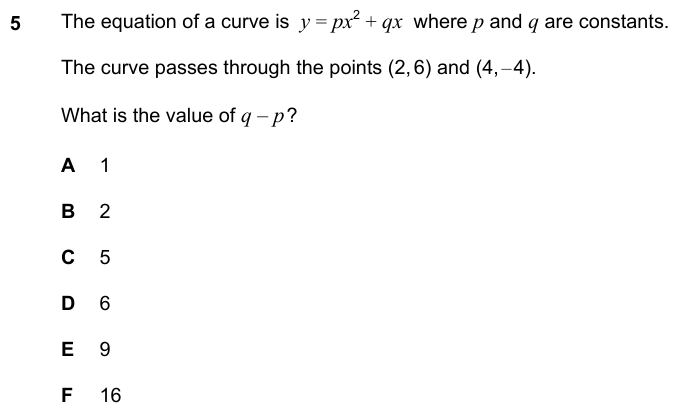 5 The equation of a curve is y = px² + qx where p and q are constants.
The curve passes through the points (2, 6) and (4, –4).
What is the value of q – p?
A 1
B 2
C 5
D 6
E 9
F 16